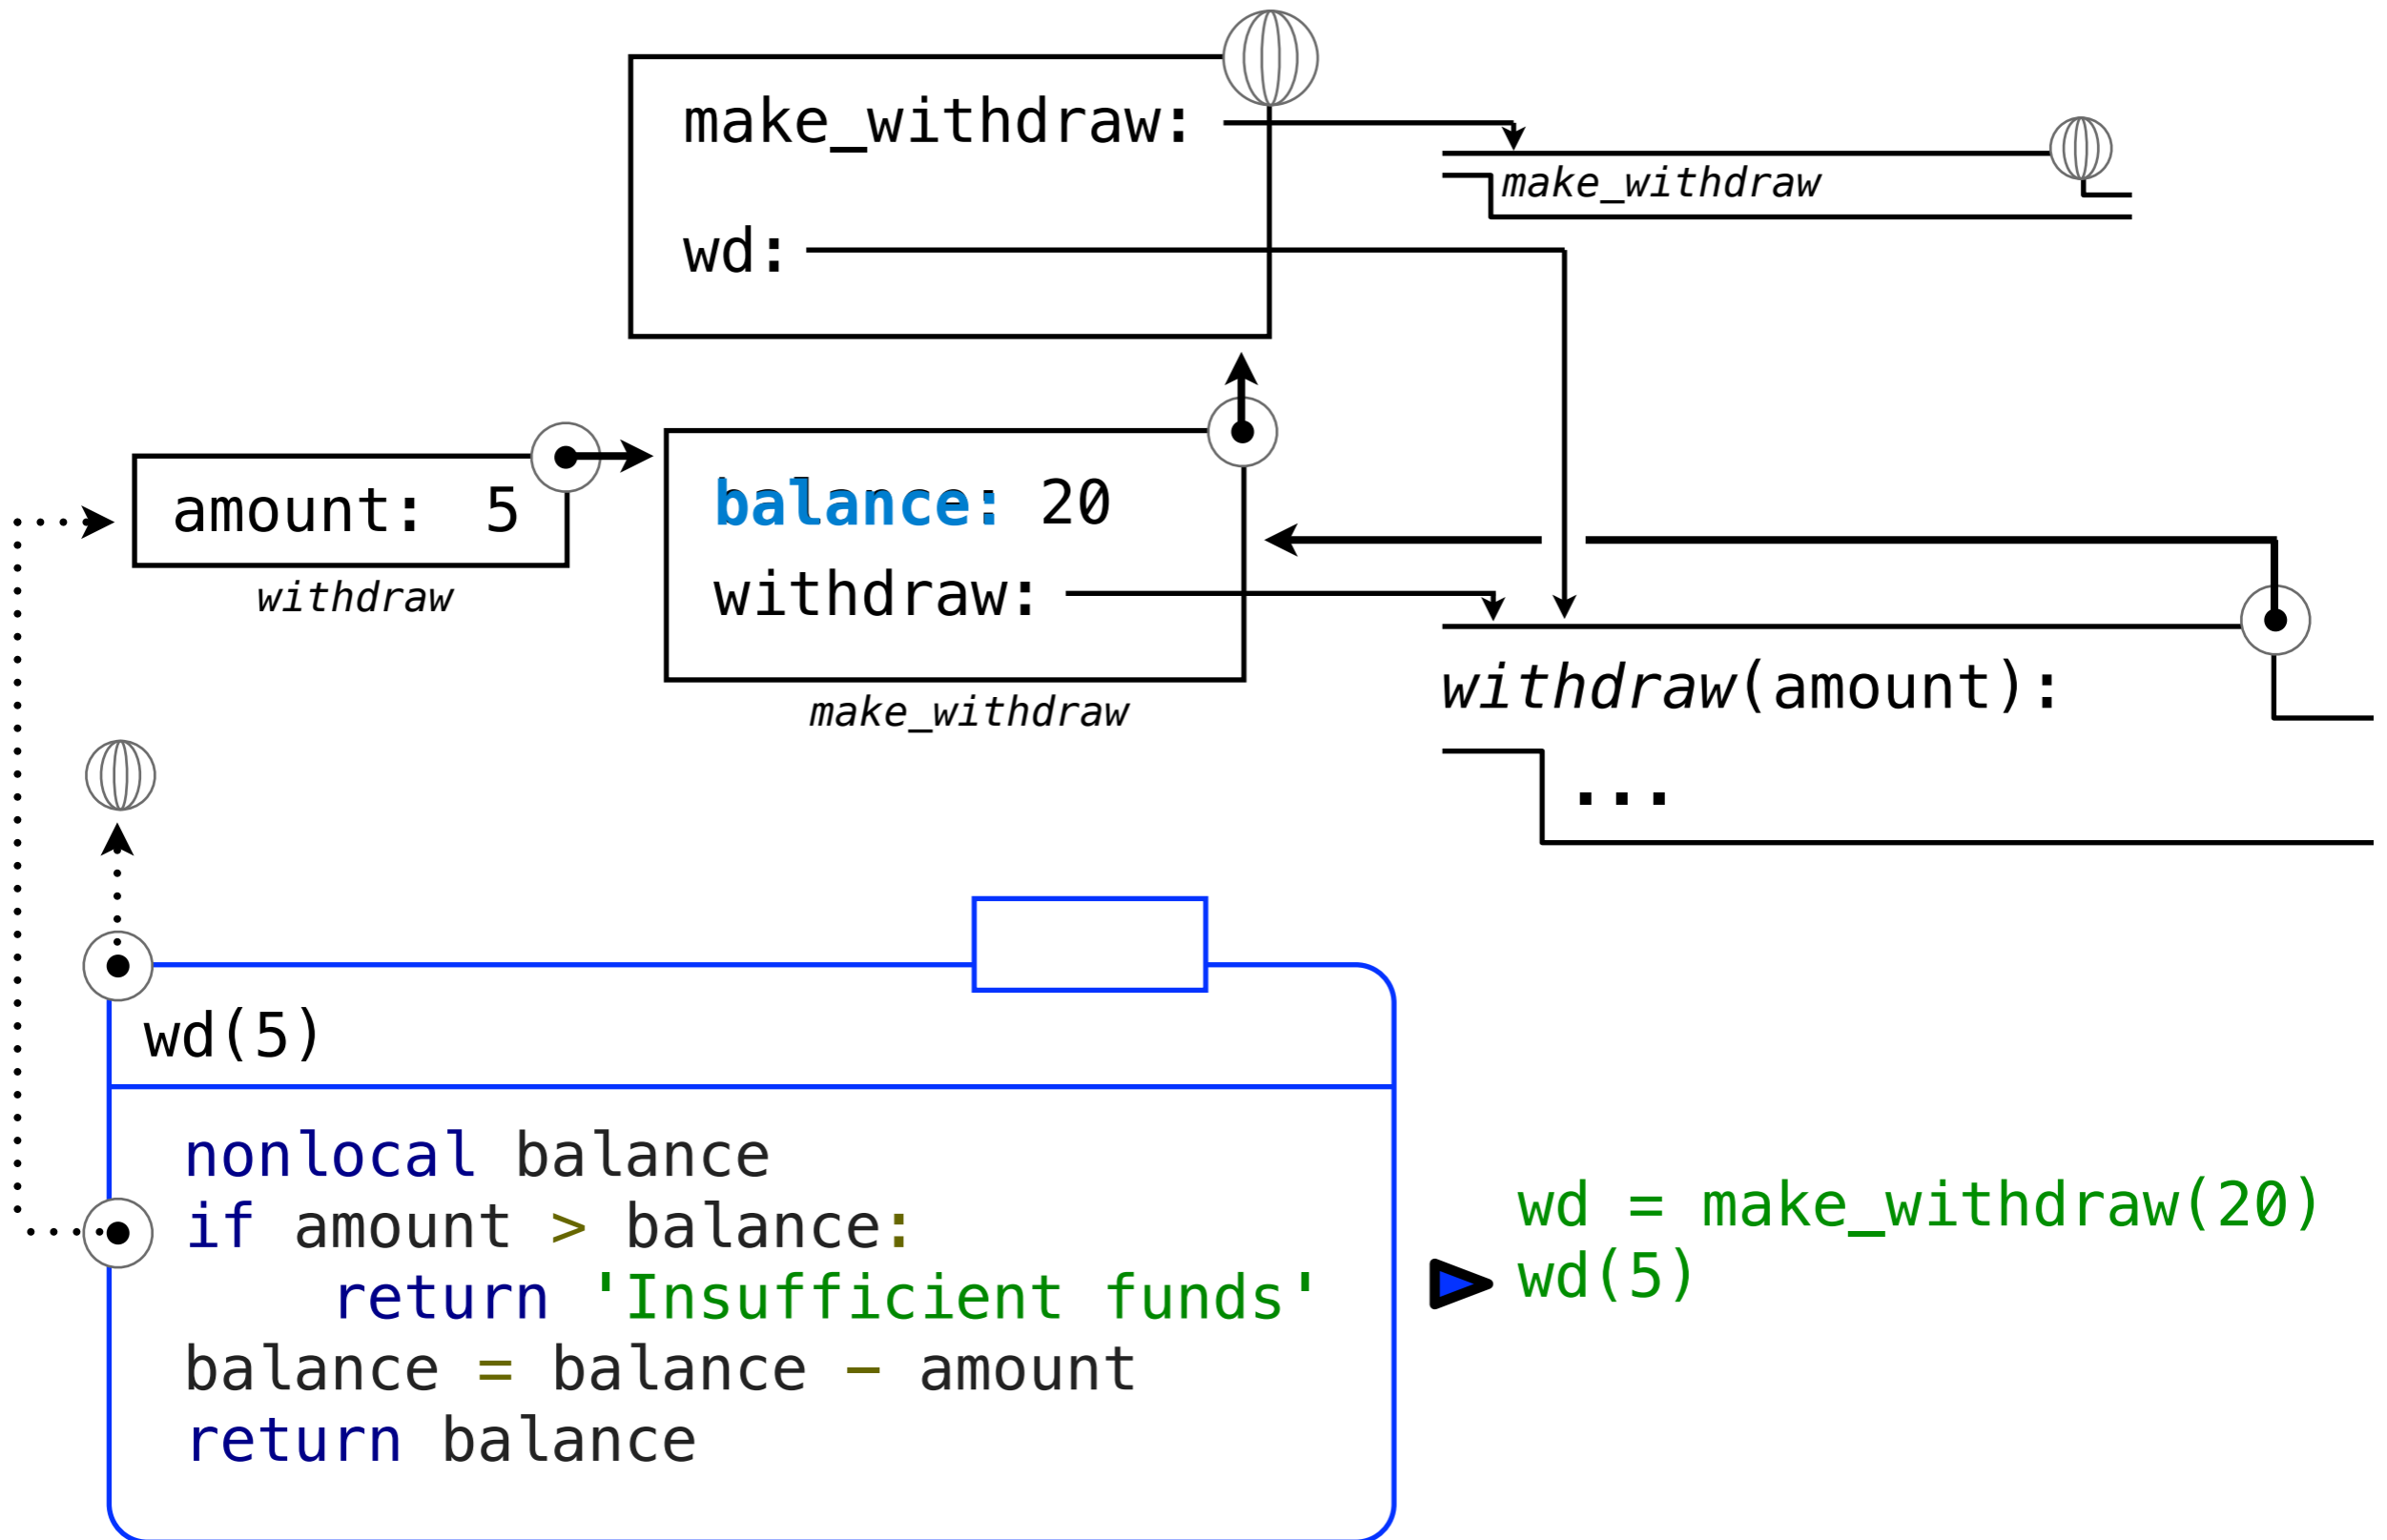 make_withdraw:
make_withdraw
wd:
amount: 5
withdraw
balance: 20
withdraw:
make_withdraw
withdraw(amount):
...
wd(5)
nonlocal balance
if amount > balance:
return 'Insufficient funds'
balance = balance – amount
return balance
wd = make_withdraw(20)
wd(5)